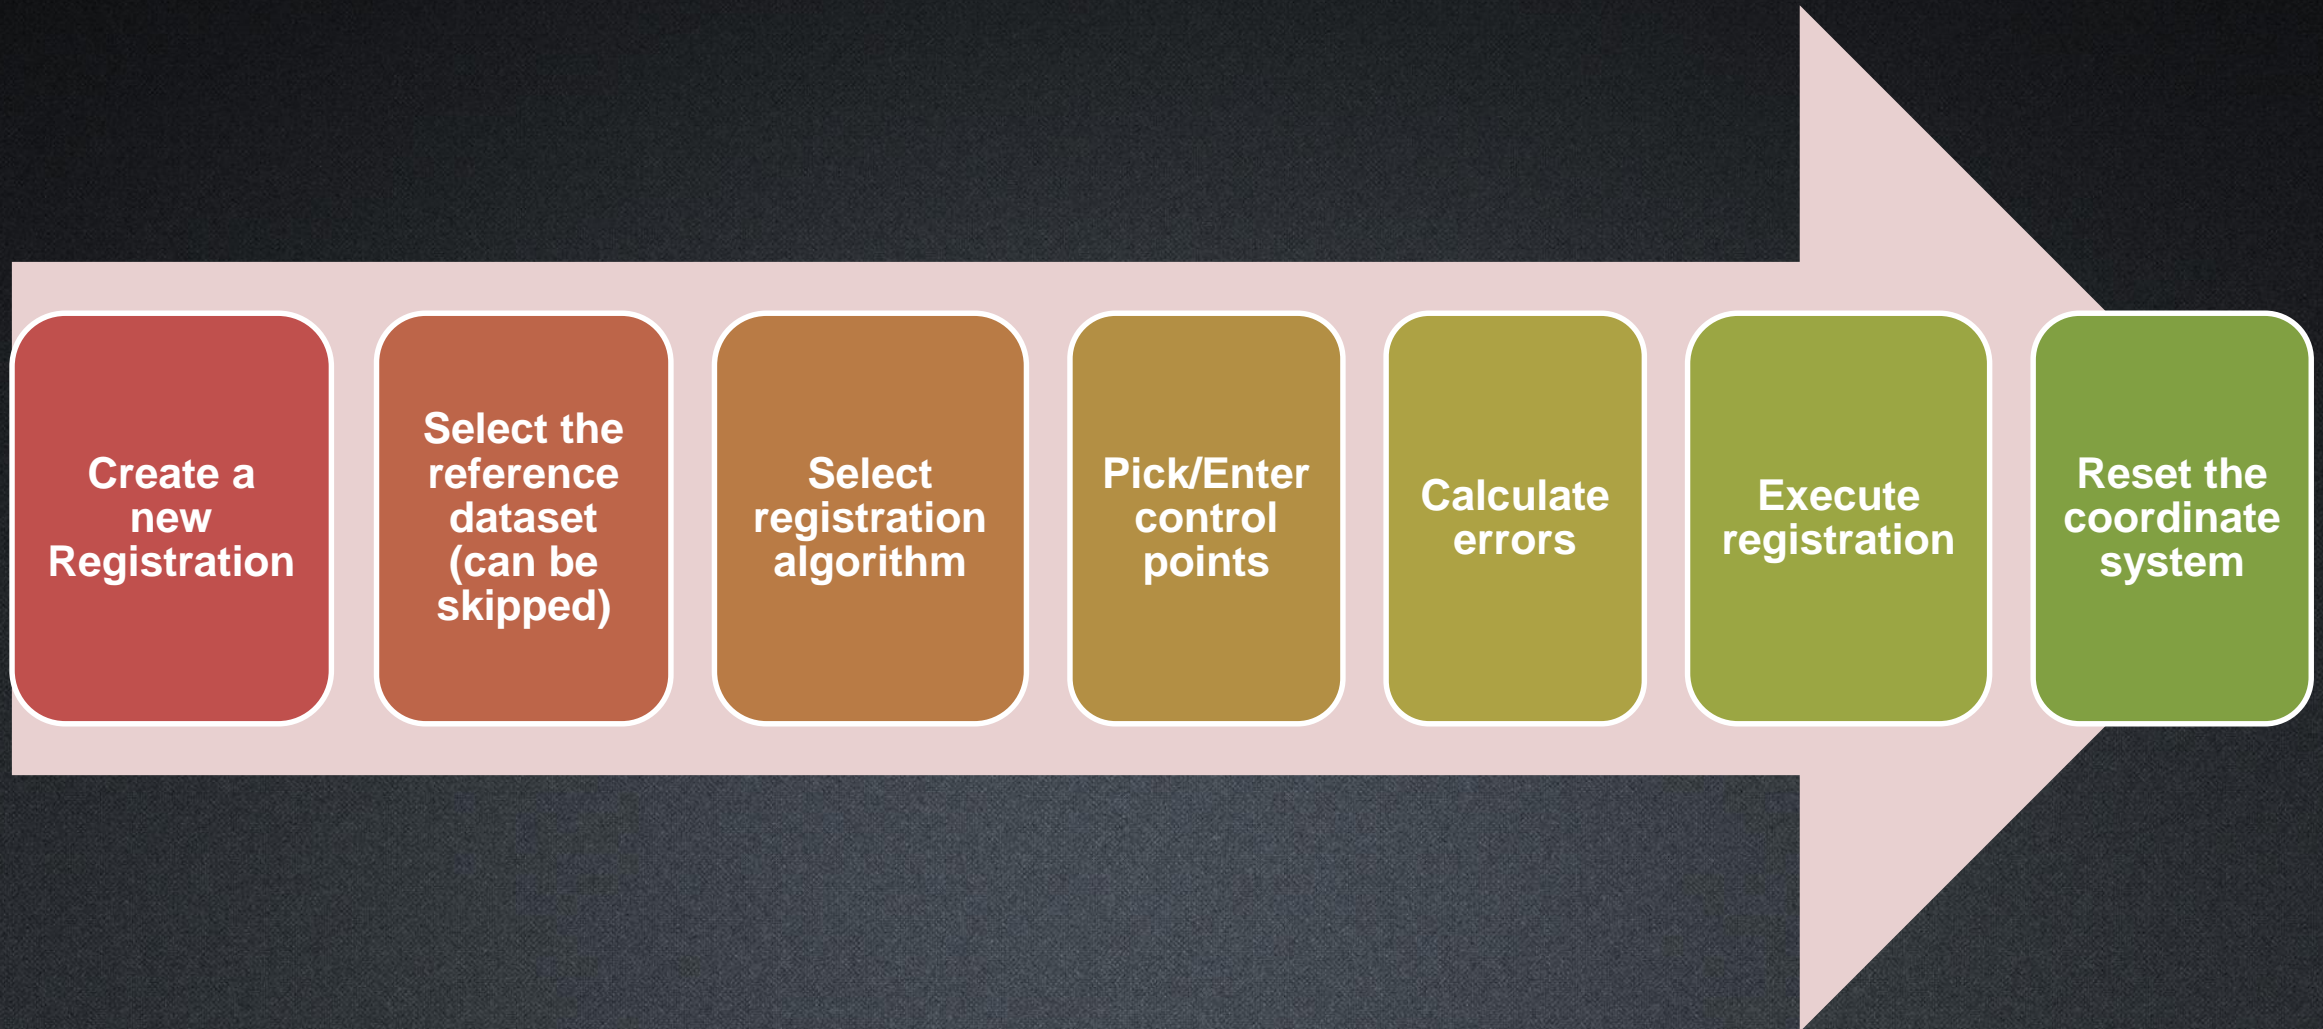 Create a
new
Registration
Select the
reference
dataset
(can be
skipped)
Select
registration
algorithm
Pick/Enter
control
points
Calculate
errors
Execute
registration
Reset the
coordinate
system